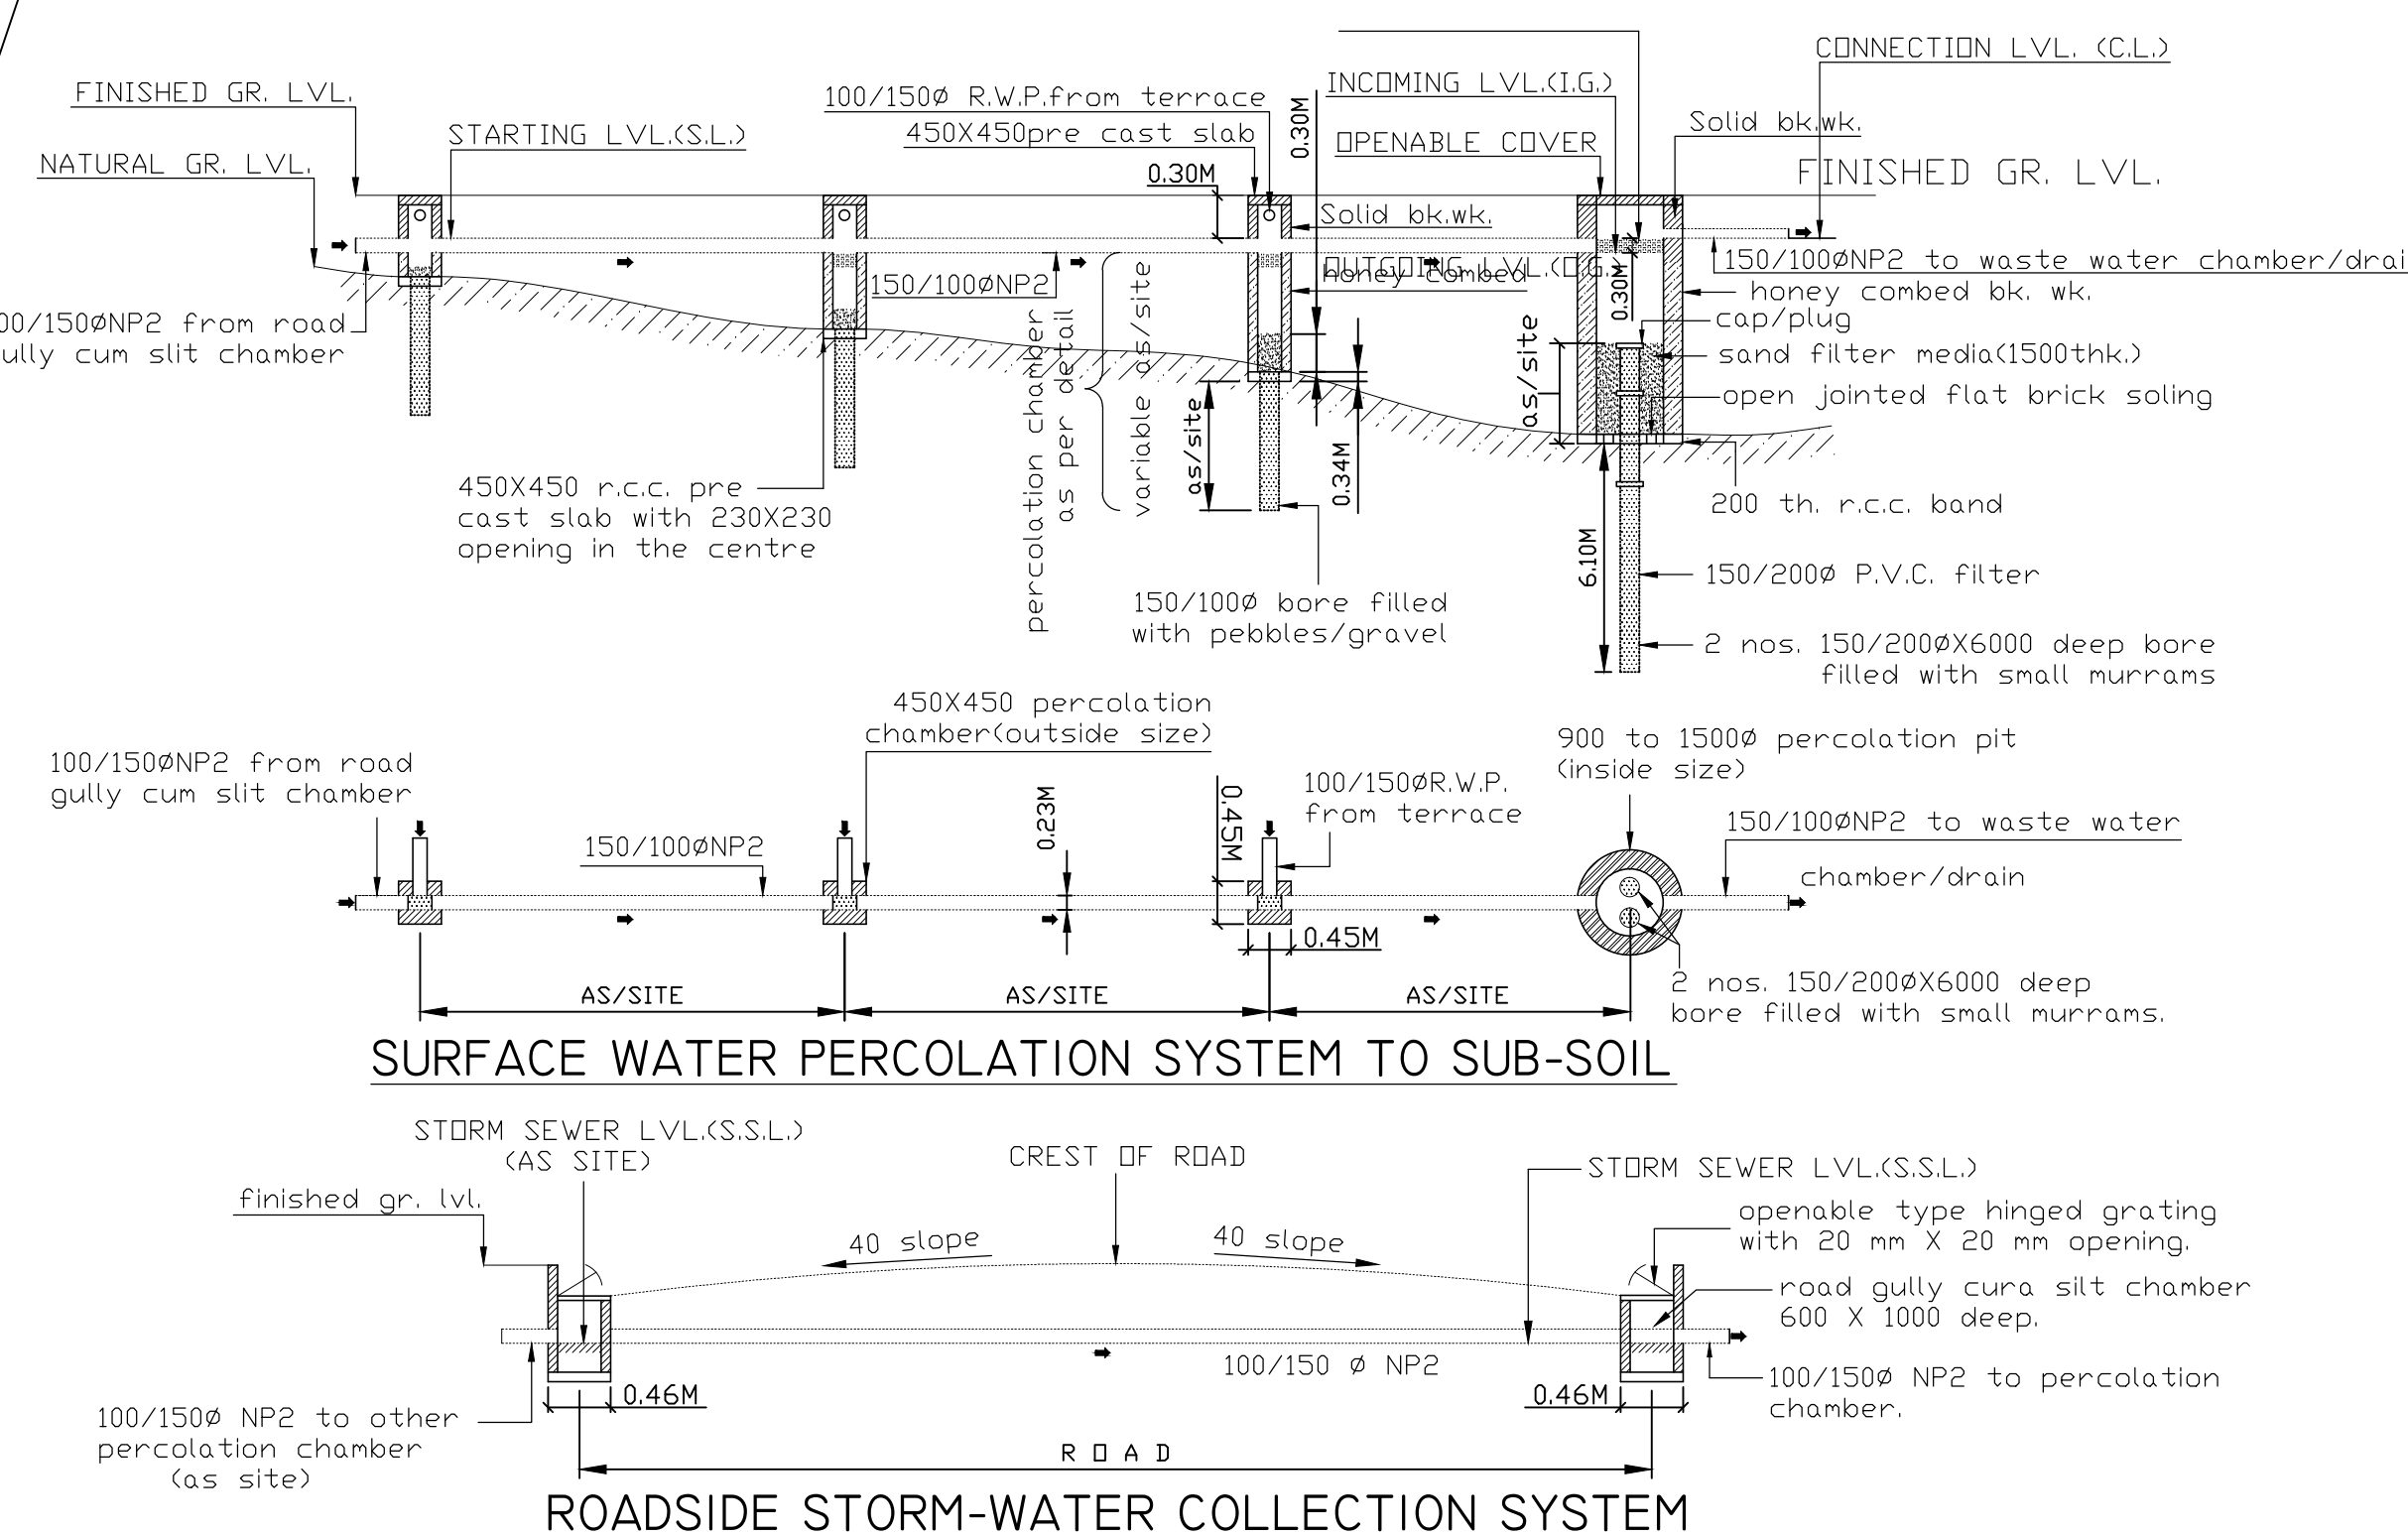 CONNECTION LVL. (C.L.)
FINISHED GR. LVL.
100/150Ø R.W.P.from terrace
INCOMING LVL.(I.G.)
STARTING LVL.(S.L.)
450X450pre cast slab
0.30M
OPENABLE COVER
Solid bk.wk.
NATURAL GR. LVL.
0.30M
FINISHED GR. LVL.
Solid bk.wk.
OUTGOING LVL.(O.G.)
honey combed
150/100ØNP2 to waste water chamber/drai
150/100ØNP2
0.30M
honey combed bk. wk.
cap/plug
00/150ØNP2 from road
ully cum slit chamber
sand filter media(1500thk.)
open jointed flat brick soling
percolation chamber
as per detail
variable as/site
as/site
0.34M
as/site
450X450 r.c.c. pre
cast slab with 230X230
opening in the centre
200 th. r.c.c. band
6.10M
150/200Ø P.V.C. filter
150/100Ø bore filled
with pebbles/gravel
2 nos. 150/200ØX6000 deep bore
filled with small murrams
450X450 percolation
chamber(outside size)
900 to 1500Ø percolation pit
(inside size)
100/150ØNP2 from road
gully cum slit chamber
100/150ØR.W.P.
from terrace
0.23M
0.45M
150/100ØNP2
150/100ØNP2 to waste water
chamber/drain
0.45M
2 nos. 150/200ØX6000 deep
bore filled with small murrams.
AS/SITE
AS/SITE
AS/SITE
SURFACE WATER PERCOLATION SYSTEM TO SUB-SOIL
STORM SEWER LVL.(S.S.L.)
(AS SITE)
CREST OF ROAD
STORM SEWER LVL.(S.S.L.)
finished gr. lvl.
40 slope
40 slope
openable type hinged grating
with 20 mm X 20 mm opening.
road gully cura silt chamber
600 X 1000 deep.
100/150 Ø NP2
100/150Ø NP2 to percolation
chamber.
0.46M
0.46M
100/150Ø NP2 to other
percolation chamber
(as site)
R O A D
ROADSIDE STORM-WATER COLLECTION SYSTEM